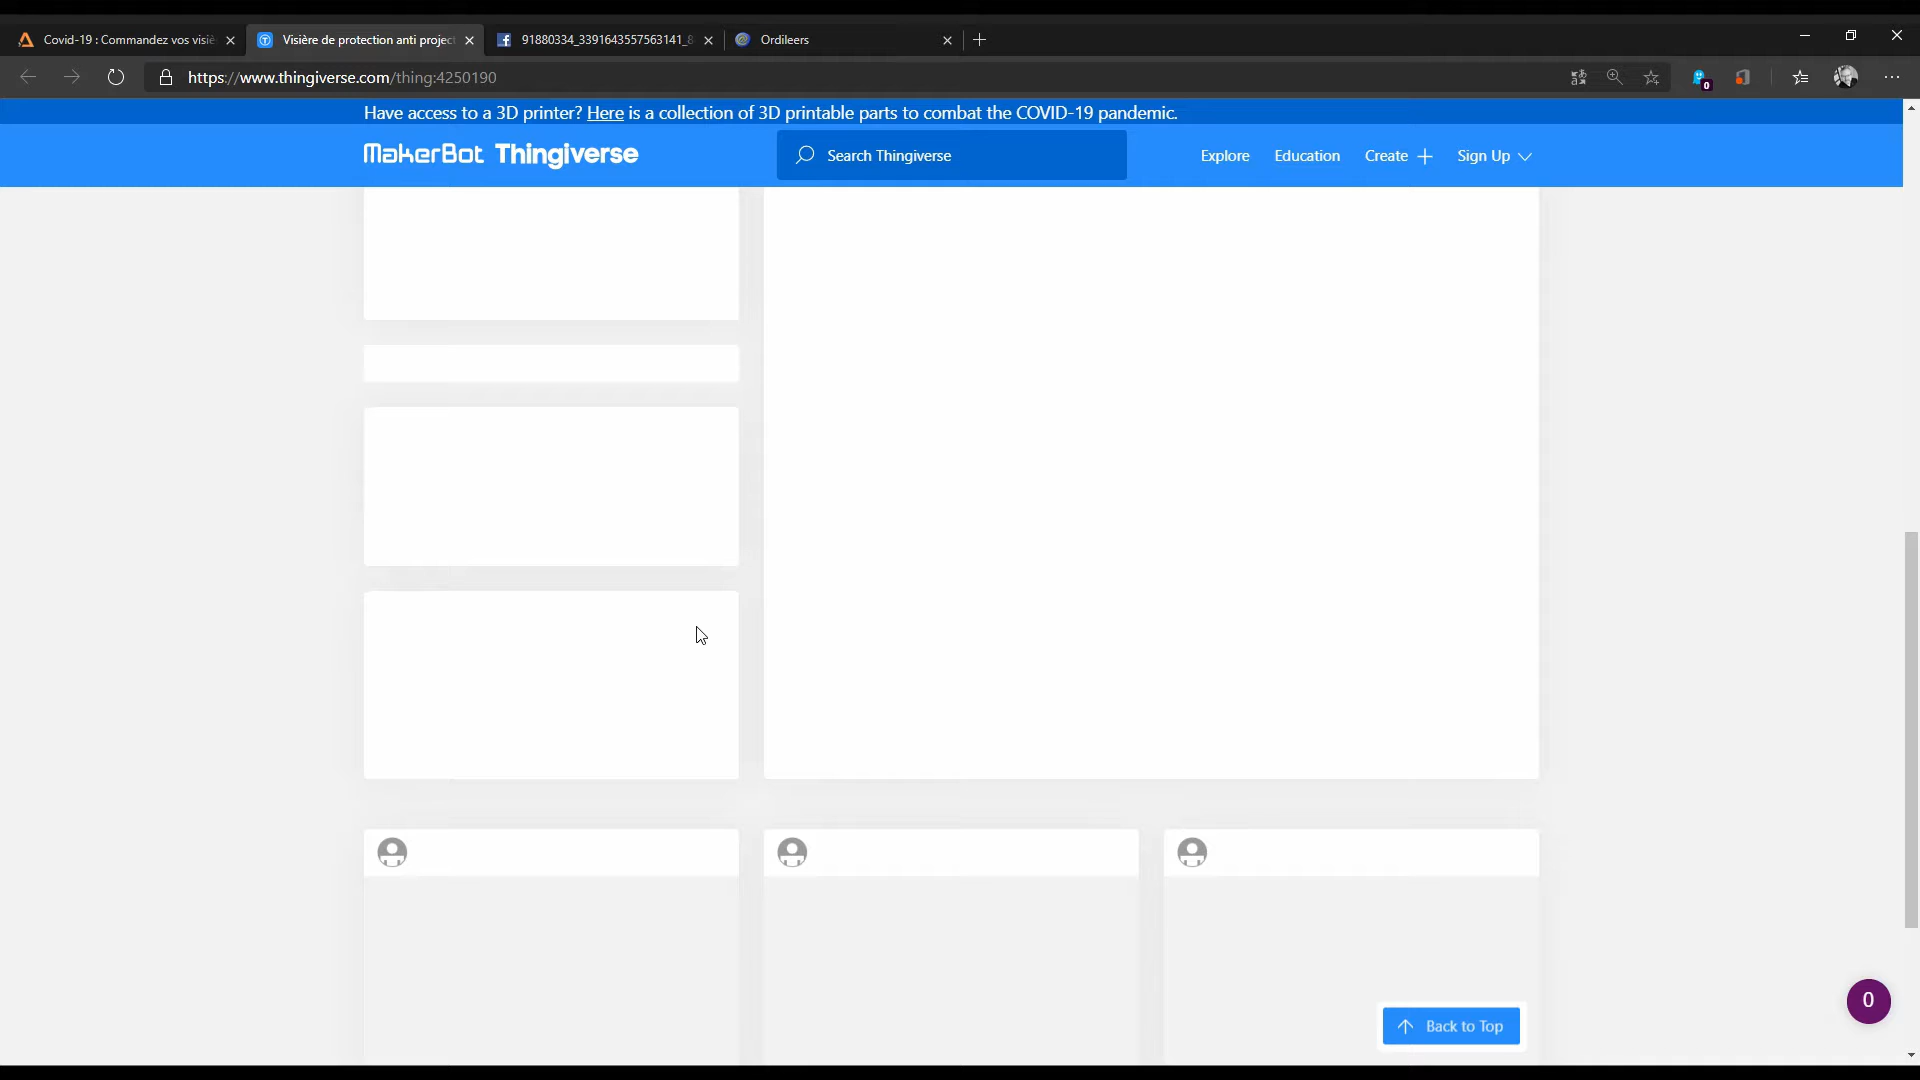 Covid-19 : Commandez vos visiè
Visière de protection anti project
91880334_3391643557563141_8
Ordileers
https://www.thingiverse.com/thing:4250190
0
Have access to a 3D printer? Here is a collection of 3D printable parts to combat the COVID-19 pandemic.
MakerBot Thingiverse
Search Thingiverse
Explore
Education
Create
Sign Up
Back to Top
0